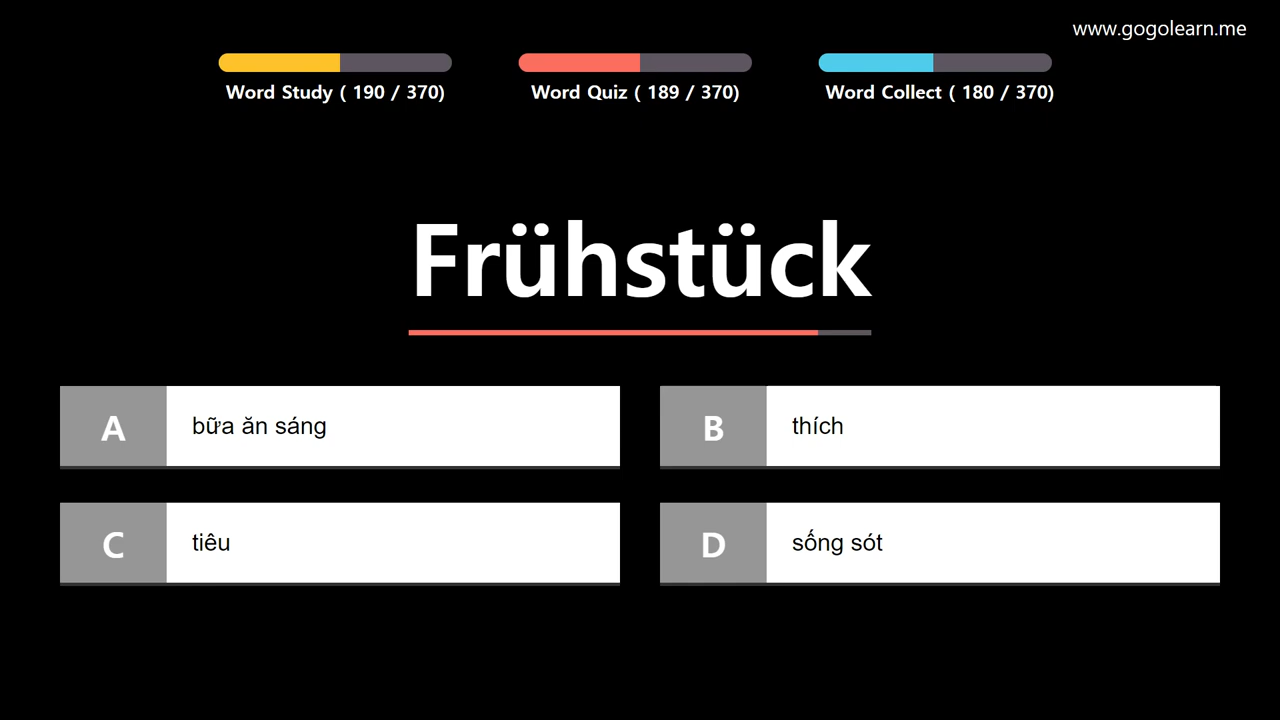 www.gogolearn.me
Word Study ( 190 / 370)
Word Quiz ( 189 / 370)
Word Collect ( 180 / 370)
Frühstück
A
bữa ăn sáng
B
thích
C
tiêu
D
sống sót